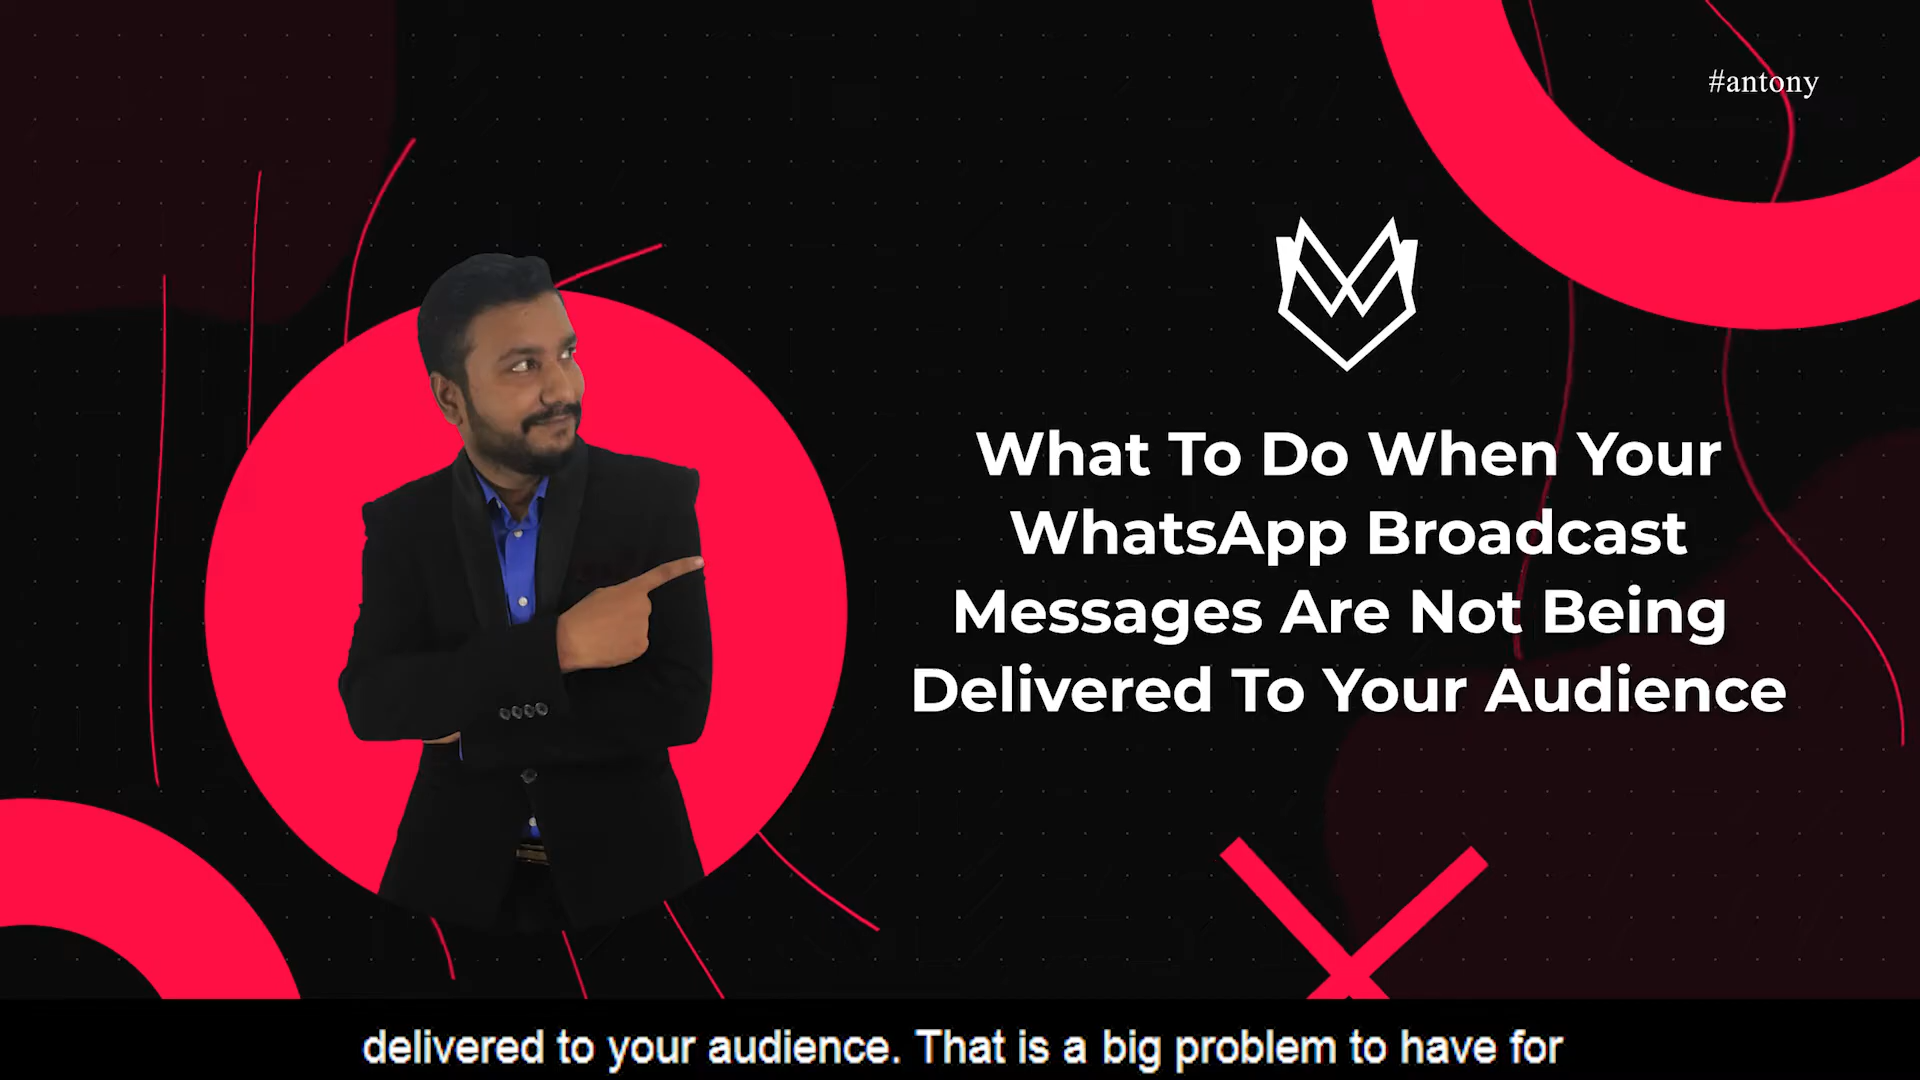 #antony
What To Do When Your
WhatsApp Broadcast
Messages Are Not Being
Delivered To Your Audience
delivered to your audience. That is a big problem to have for